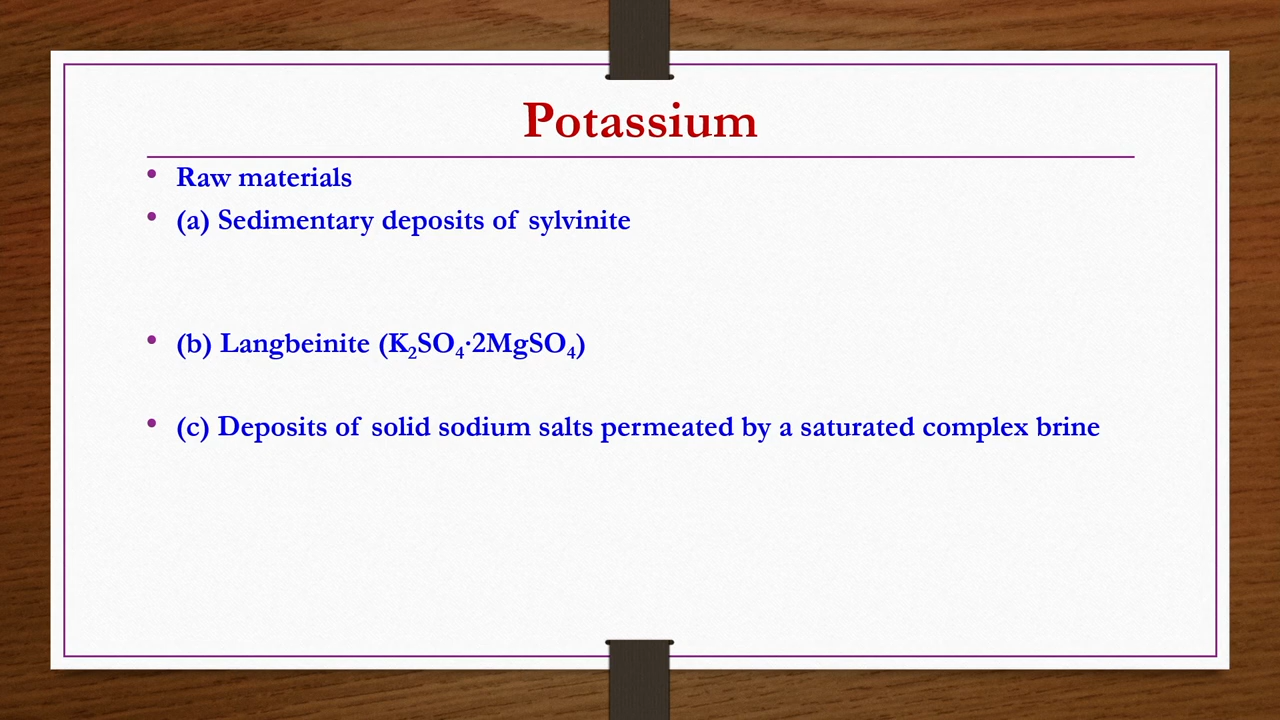 Potassium
• Raw materials
• (a) Sedimentary deposits of sylvinite
• (b) Langbeinite (K₂SO₄·2MgSO₄)
• (c) Deposits of solid sodium salts permeated by a saturated complex brine